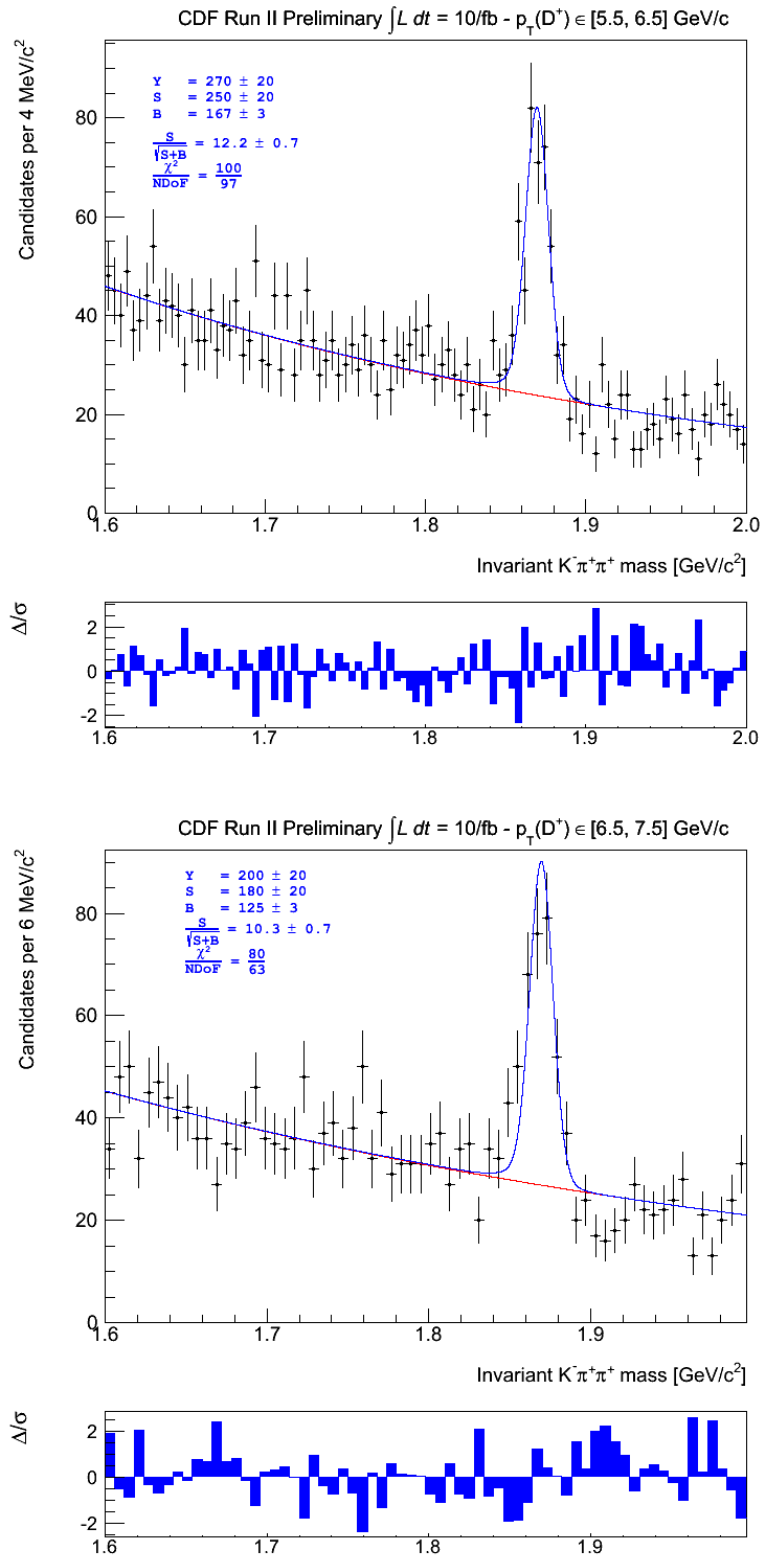 CDF Run II Preliminary ∫L dt = 10/fb - p_T(D⁺) ∈ [5.5, 6.5] GeV/c
Candidates per 4 MeV/c²
Y = 270 ± 20
S = 250 ± 20
B = 167 ± 3
S/√S+B = 12.2 ± 0.7
χ²/NDoF = 100/97
80
60
40
20
0
1.6 1.7 1.8 1.9 2.0
Invariant K⁻π⁺π⁺ mass [GeV/c²]
Δ/σ
2
0
-2
1.6 1.7 1.8 1.9 2.0
CDF Run II Preliminary ∫L dt = 10/fb - p_T(D⁺) ∈ [6.5, 7.5] GeV/c
Candidates per 6 MeV/c²
Y = 200 ± 20
S = 180 ± 20
B = 125 ± 3
S/√S+B = 10.3 ± 0.7
χ²/NDoF = 80/63
80
60
40
20
0
1.6 1.7 1.8 1.9
Invariant K⁻π⁺π⁺ mass [GeV/c²]
Δ/σ
2
0
-2
1.6 1.7 1.8 1.9